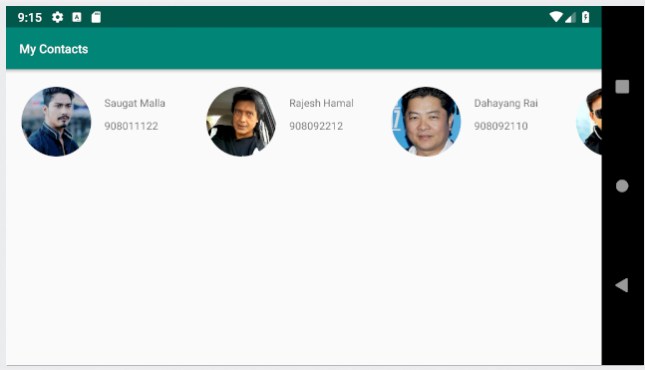 9:15
My Contacts
Saugat Malla
908011122
Rajesh Hamal
908092212
Dahayang Rai
908092110